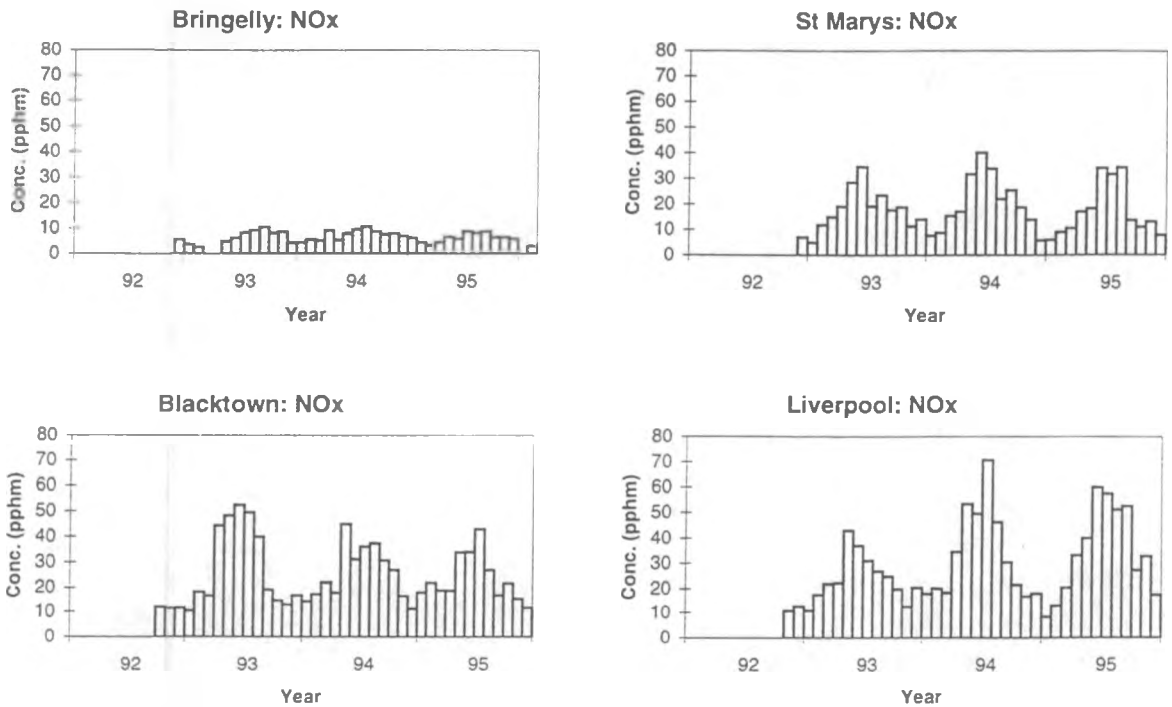 Bringelly: NOx
80
70
60
50
40
30
20
10
0
Conc. (pphm)
92 93 94 95
Year
St Marys: NOx
80
70
60
50
40
30
20
10
0
Conc. (pphm)
92 93 94 95
Year
Blacktown: NOx
80
70
60
50
40
30
20
10
0
Conc. (pphm)
92 93 94 95
Year
Liverpool: NOx
80
70
60
50
40
30
20
10
0
Conc. (pphm)
92 93 94 95
Year